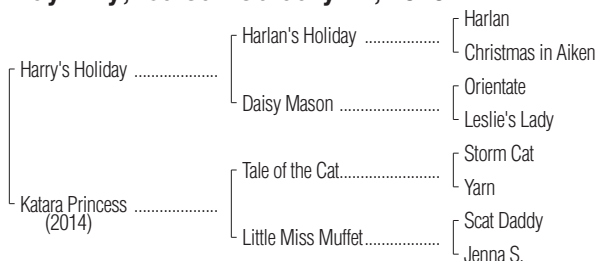 Harlan
Harlan's Holiday ..................
Christmas in Aiken
Harry's Holiday ....................
Orientate
Daisy Mason ........................
Leslie's Lady
Storm Cat
Tale of the Cat........................
Yarn
Katara Princess ....................
(2014)
Scat Daddy
Little Miss Muffet..................
Jenna S.